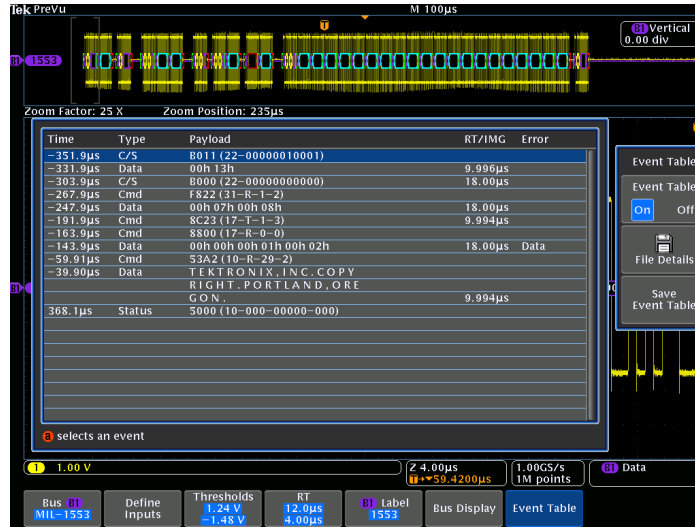 Tek PreVu M 100µs
T
B1 Vertical
0.00 div
B1 1553
Zoom Factor: 25 X Zoom Position: 235µs
Time Type Payload RT/IMG Error
-351.9µs C/S B011 (22-00000010001)
-331.9µs Data 00h 13h 9.996µs
-303.9µs C/S B000 (22-00000000000) 18.00µs
-267.9µs Cmd F822 (31-R-1-2)
-247.9µs Data 00h 07h 00h 08h 18.00µs
-191.9µs Cmd 8C23 (17-T-1-3) 9.994µs
-163.9µs Cmd 8800 (17-R-0-0)
-143.9µs Data 00h 00h 00h 01h 00h 02h 18.00µs Data
-59.91µs Cmd 53A2 (10-R-29-2)
-39.90µs Data T E K T R O N I X , I N C . C O P Y
R I G H T , P O R T L A N D , O R E
G O N . 9.994µs
368.1µs Status 5000 (10-000-00000-000)
a selects an event
Event Table
Event Table
On Off
File Details
Save
Event Table
B1
1 1.00 V
Z 4.00µs
T→▼59.4200µs
1.00GS/s
1M points
B1 Data
Bus B1
MIL-1553
Define
Inputs
Thresholds
1.24 V
-1.48 V
RT
12.0µs
4.00µs
B1 Label
1553
Bus Display
Event Table